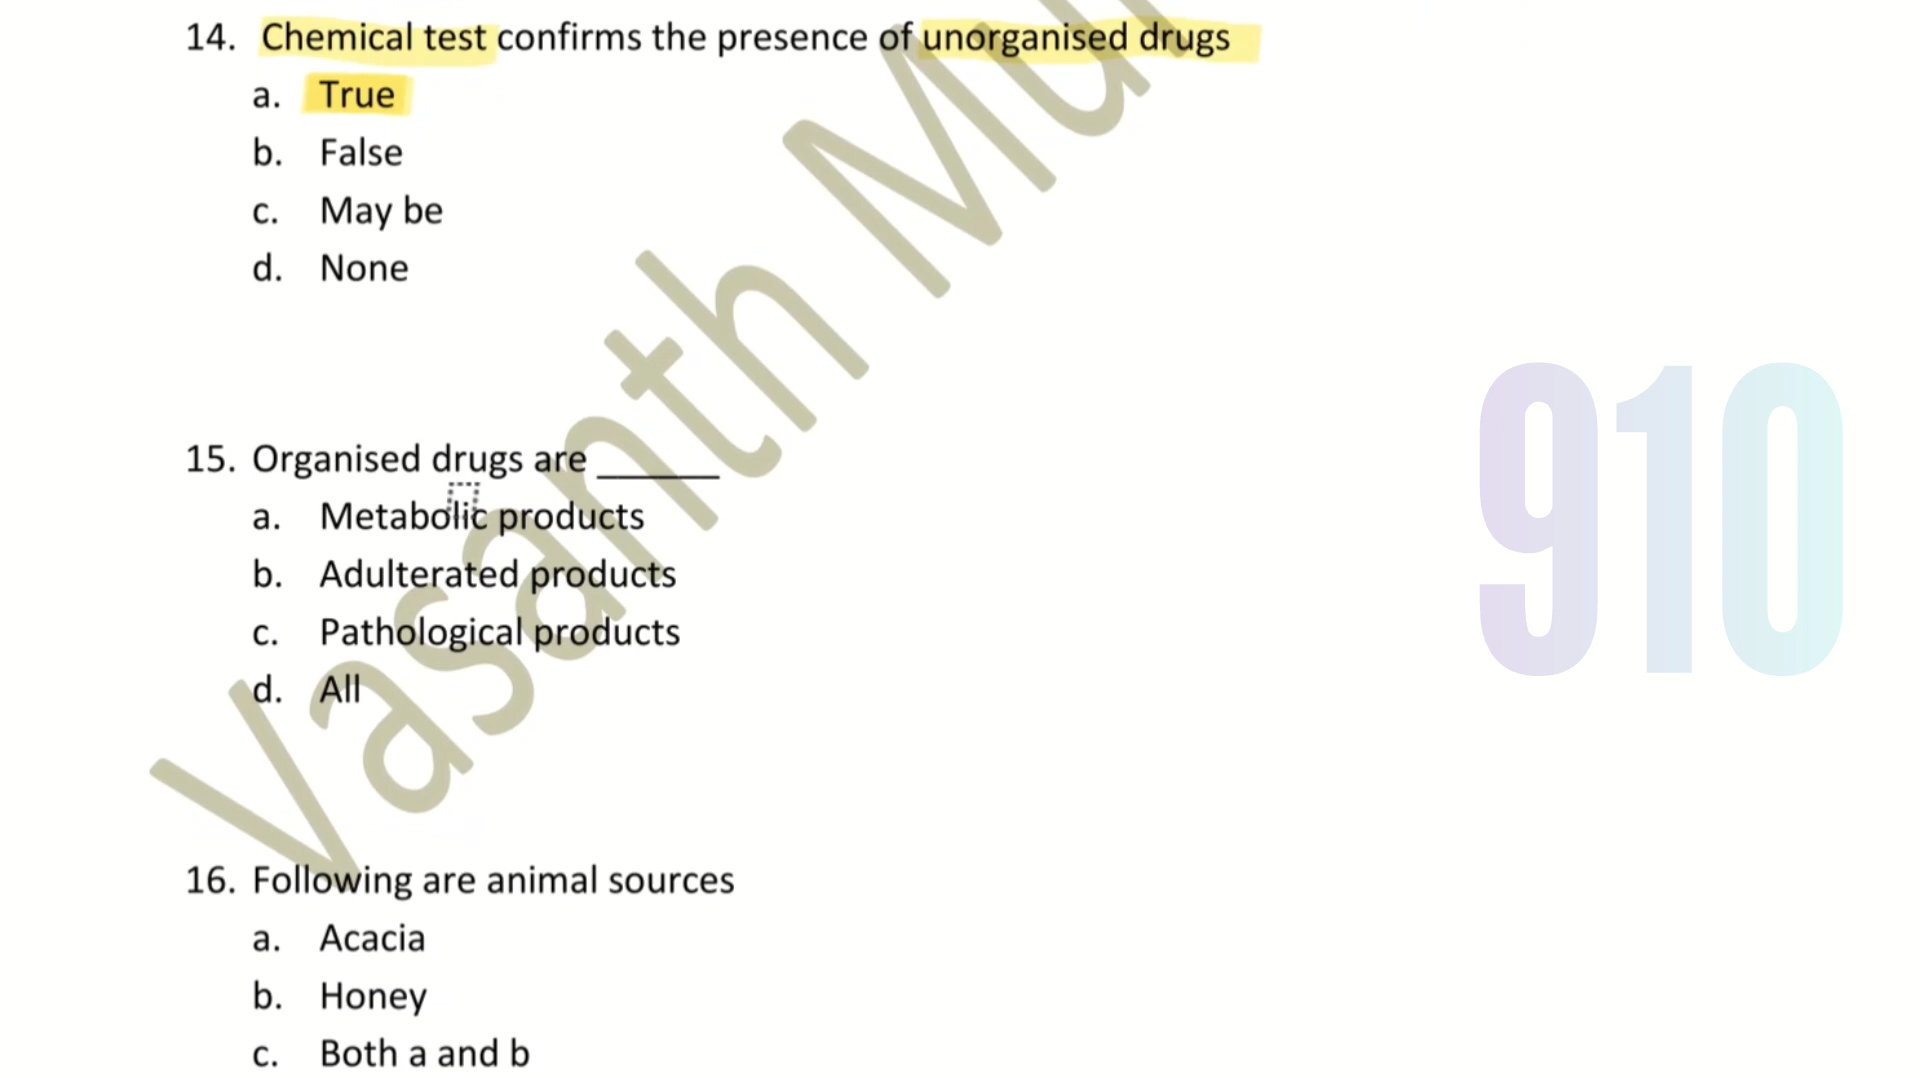 14. Chemical test confirms the presence of unorganised drugs
a. True
b. False
c. May be
d. None
15. Organised drugs are ______
a. Metabolic products
b. Adulterated products
c. Pathological products
d. All
16. Following are animal sources
a. Acacia
b. Honey
c. Both a and b
Vasanth Mu
910